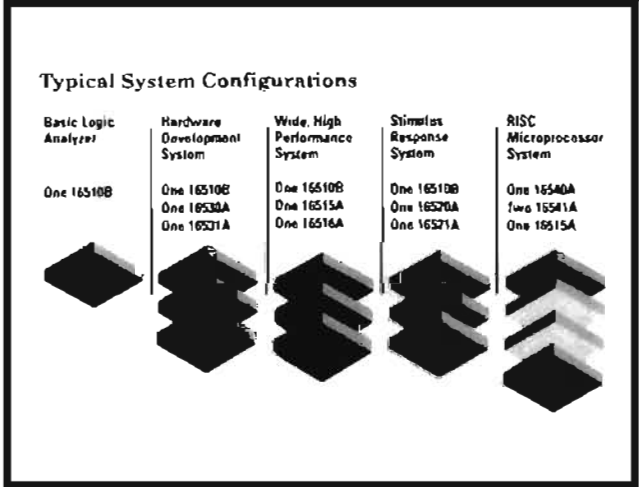 Typical System Configurations
Basic Logic
Analyzer
One 16510B
Hardware
Development
System
One 16510B
One 16530A
One 16531A
Wide, High
Performance
System
One 16510B
One 16515A
One 16516A
Stimulus
Response
System
One 16510B
One 16520A
One 16521A
RISC
Microprocessor
System
One 16540A
Two 16541A
One 16515A